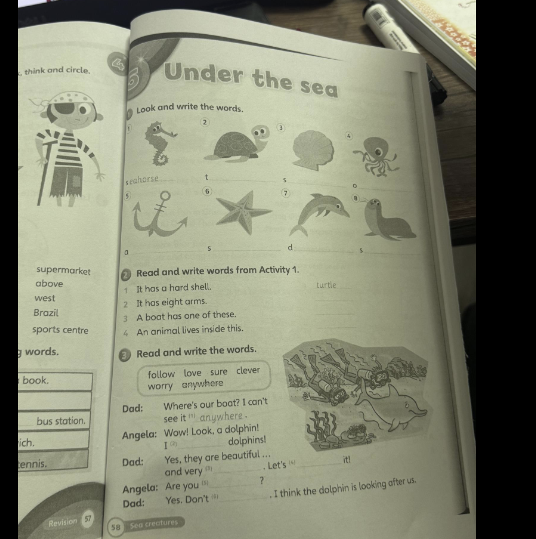 , think and circle.
supermarket
above
west
Brazil
sports centre
g words.
book.
bus station.
ich.
tennis.
Revision 57
5 Under the sea
1 Look and write the words.
1 2 3 4
seahorse t s o
5 6 7 8
a s d s
2 Read and write words from Activity 1.
1 It has a hard shell. turtle
2 It has eight arms.
3 A boat has one of these.
4 An animal lives inside this.
3 Read and write the words.
follow love sure clever
worry anywhere
Dad: Where's our boat? I can't
see it (1) anywhere.
Angela: Wow! Look, a dolphin!
I (2) dolphins!
Dad: Yes, they are beautiful ...
and very (3) . Let's (4) it!
Angela: Are you (5) ?
Dad: Yes. Don't (6) . I think the dolphin is looking after us.
58 Sea creatures